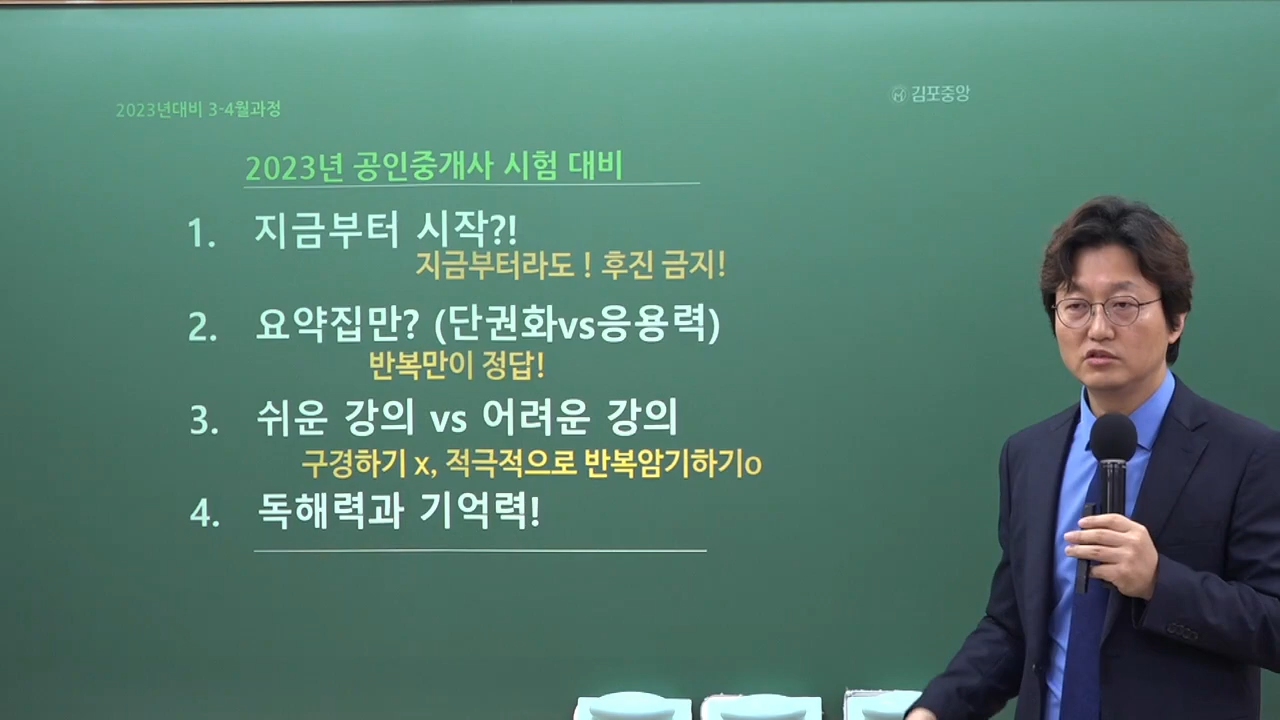 2023년대비 3-4월과정
김포중앙
2023년 공인중개사 시험 대비
1. 지금부터 시작?!
지금부터라도 ! 후진 금지!
2. 요약집만? (단권화vs응용력)
반복만이 정답!
3. 쉬운 강의 vs 어려운 강의
구경하기 x, 적극적으로 반복암기하기o
4. 독해력과 기억력!